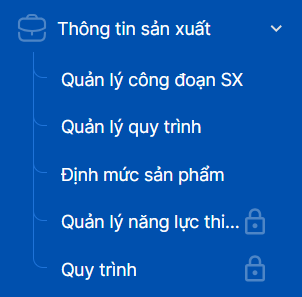 Thông tin sản xuất
Quản lý công đoạn SX
Quản lý quy trình
Định mức sản phẩm
Quản lý năng lực thi...
Quy trình